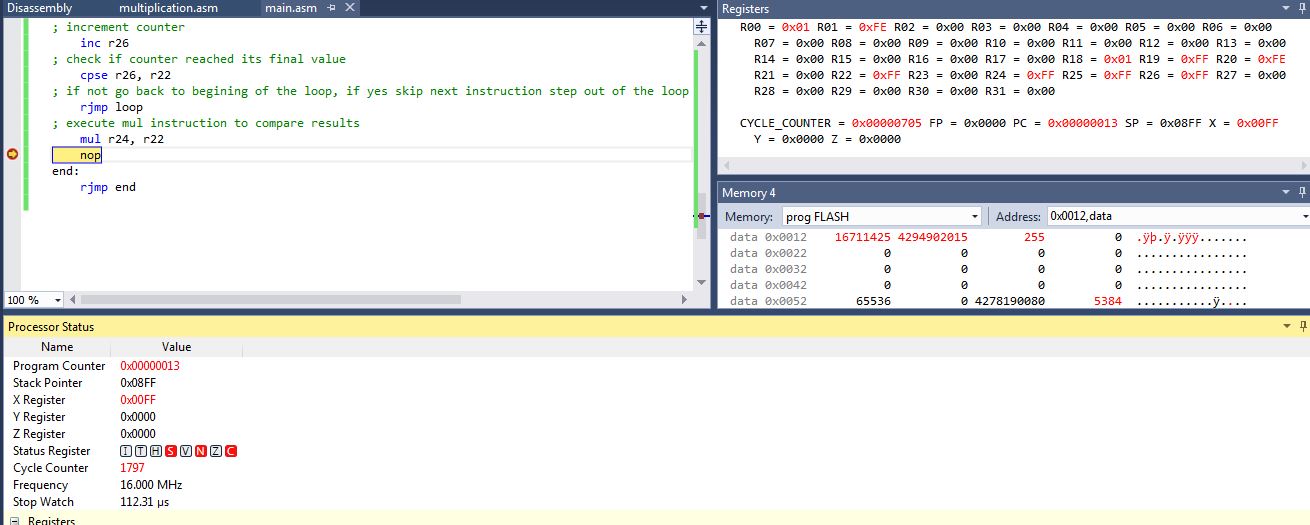 Disassembly multiplication.asm main.asm
; increment counter
inc r26
; check if counter reached its final value
cpse r26, r22
; if not go back to begining of the loop, if yes skip next instruction step out of the loop
rjmp loop
; execute mul instruction to compare results
mul r24, r22
nop
end:
rjmp end
100 %
Registers
R00 = 0x01 R01 = 0xFE R02 = 0x00 R03 = 0x00 R04 = 0x00 R05 = 0x00 R06 = 0x00
R07 = 0x00 R08 = 0x00 R09 = 0x00 R10 = 0x00 R11 = 0x00 R12 = 0x00 R13 = 0x00
R14 = 0x00 R15 = 0x00 R16 = 0x00 R17 = 0x00 R18 = 0x01 R19 = 0xFF R20 = 0xFE
R21 = 0x00 R22 = 0xFF R23 = 0x00 R24 = 0xFF R25 = 0xFF R26 = 0xFF R27 = 0x00
R28 = 0x00 R29 = 0x00 R30 = 0x00 R31 = 0x00
CYCLE_COUNTER = 0x00000705 FP = 0x0000 PC = 0x00000013 SP = 0x08FF X = 0x00FF
Y = 0x0000 Z = 0x0000
Memory 4
Memory: prog FLASH Address: 0x0012,data
data 0x0012 16711425 4294902015 255 0 .ÿþ.ÿ.ÿÿÿ.......
data 0x0022 0 0 0 0 ................
data 0x0032 0 0 0 0 ................
data 0x0042 0 0 0 0 ................
data 0x0052 65536 0 4278190080 5384 ...........ÿ....
Processor Status
Name Value
Program Counter 0x00000013
Stack Pointer 0x08FF
X Register 0x00FF
Y Register 0x0000
Z Register 0x0000
Status Register I T H S V N Z C
Cycle Counter 1797
Frequency 16.000 MHz
Stop Watch 112.31 µs
Registers